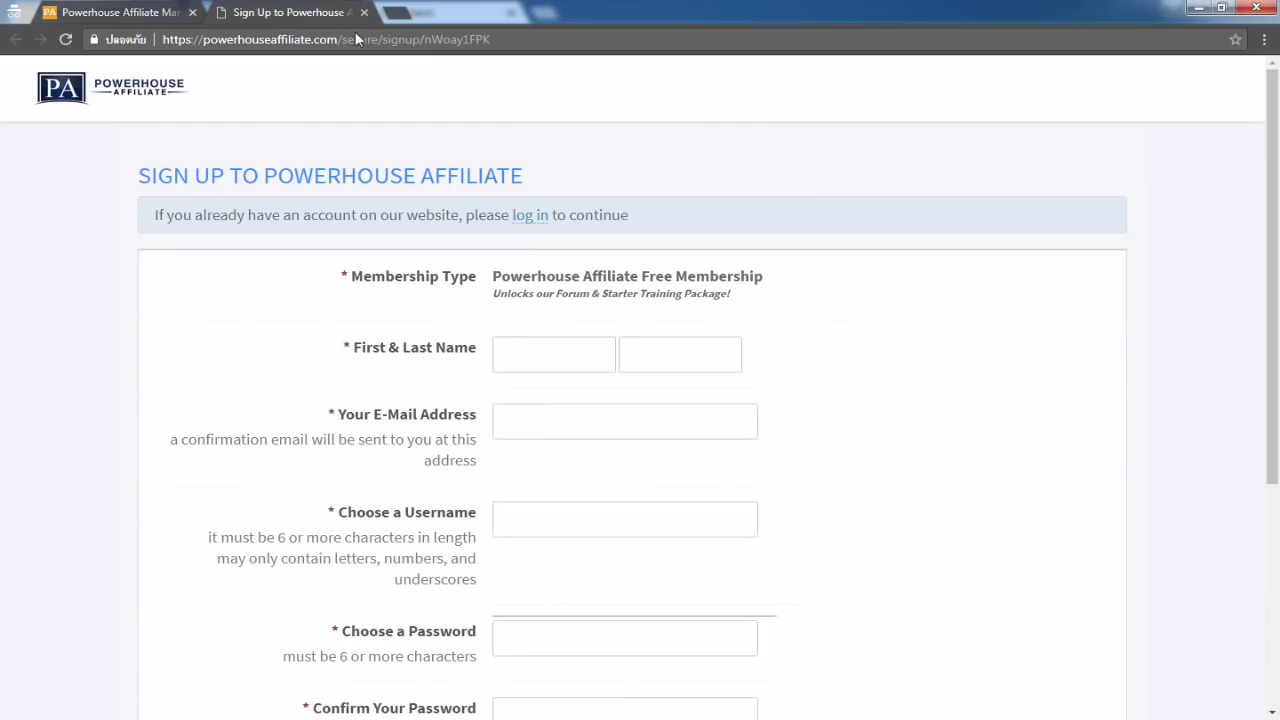 Powerhouse Affiliate Mar
Sign Up to Powerhouse A
ปลอดภัย
https://powerhouseaffiliate.com/secure/signup/nWoay1FPK
PA
POWERHOUSE
AFFILIATE
SIGN UP TO POWERHOUSE AFFILIATE
If you already have an account on our website, please log in to continue
* Membership Type
Powerhouse Affiliate Free Membership
Unlocks our Forum & Starter Training Package!
* First & Last Name
* Your E-Mail Address
a confirmation email will be sent to you at this
address
* Choose a Username
it must be 6 or more characters in length
may only contain letters, numbers, and
underscores
* Choose a Password
must be 6 or more characters
* Confirm Your Password